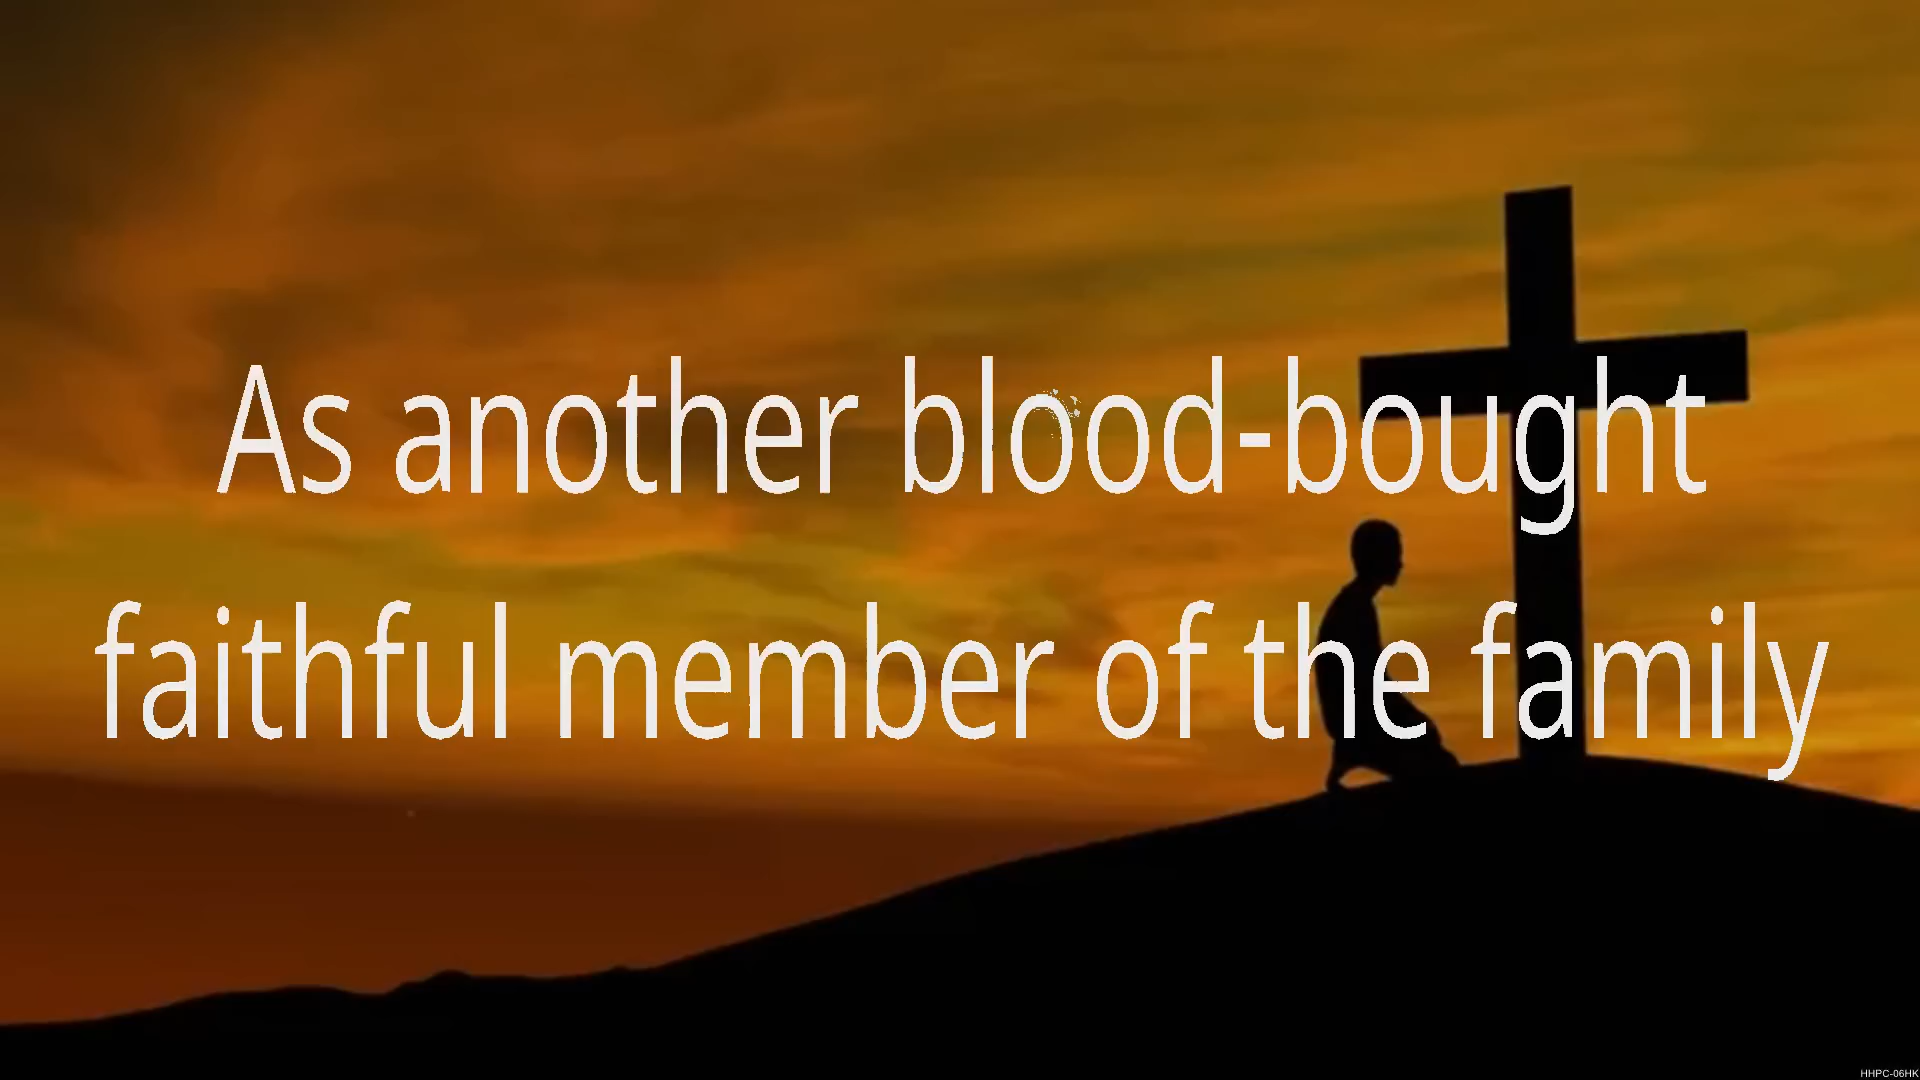 As another blood-bought
faithful member of the family
HHPC-06HK